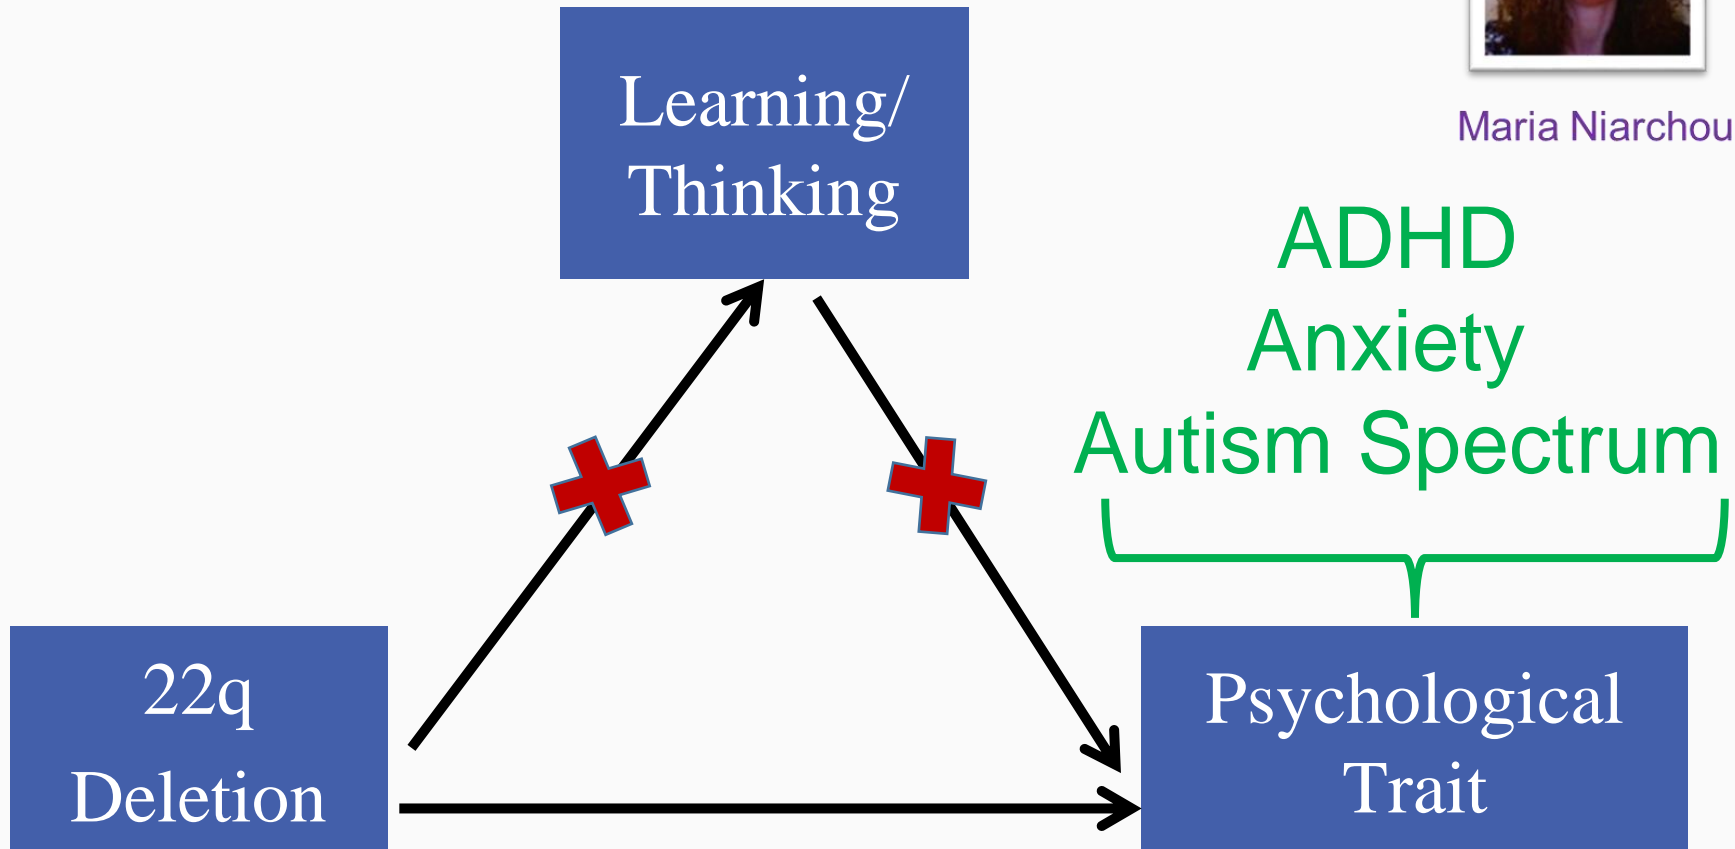 Learning/
Thinking
Maria Niarchou
ADHD
Anxiety
Autism Spectrum
22q
Deletion
Psychological
Trait